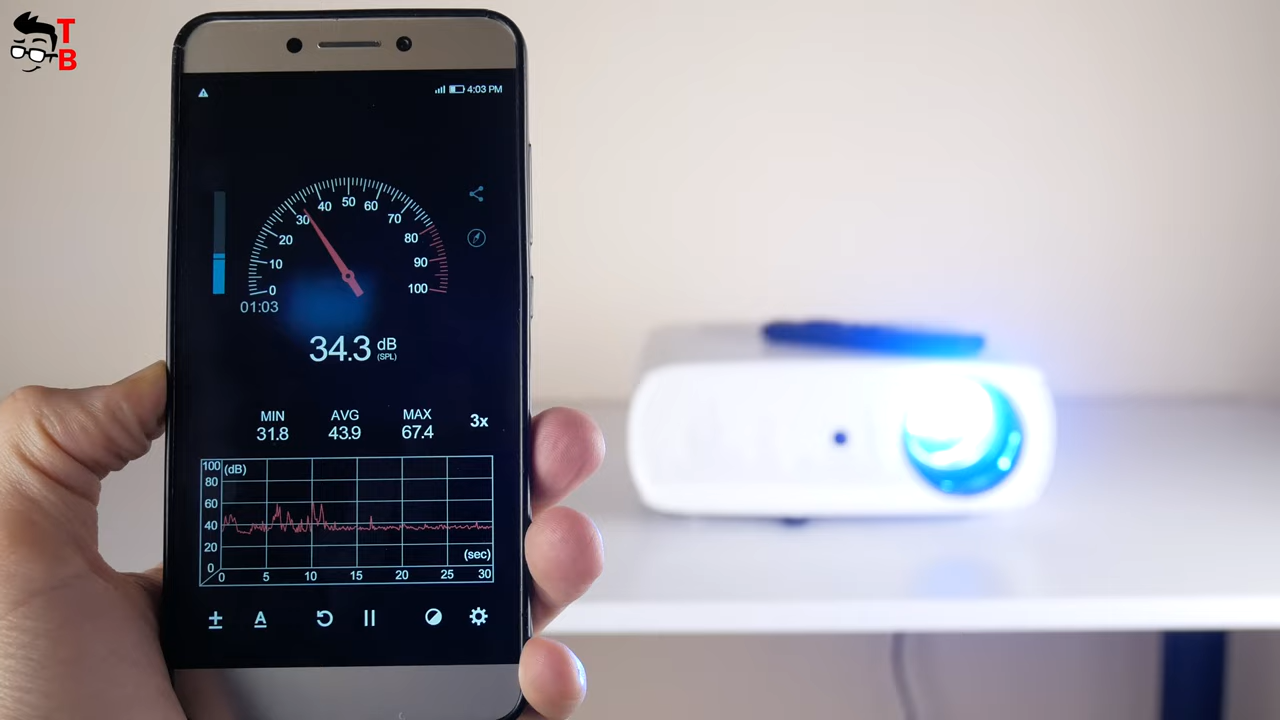 T
B
4:03 PM
0 10 20 30 40 50 60 70 80 90 100
01:03
34.3 dB
(SPL)
MIN AVG MAX 3x
31.8 43.9 67.4
100 (dB)
80
60
40
20
(sec)
0
0 5 10 15 20 25 30
± A